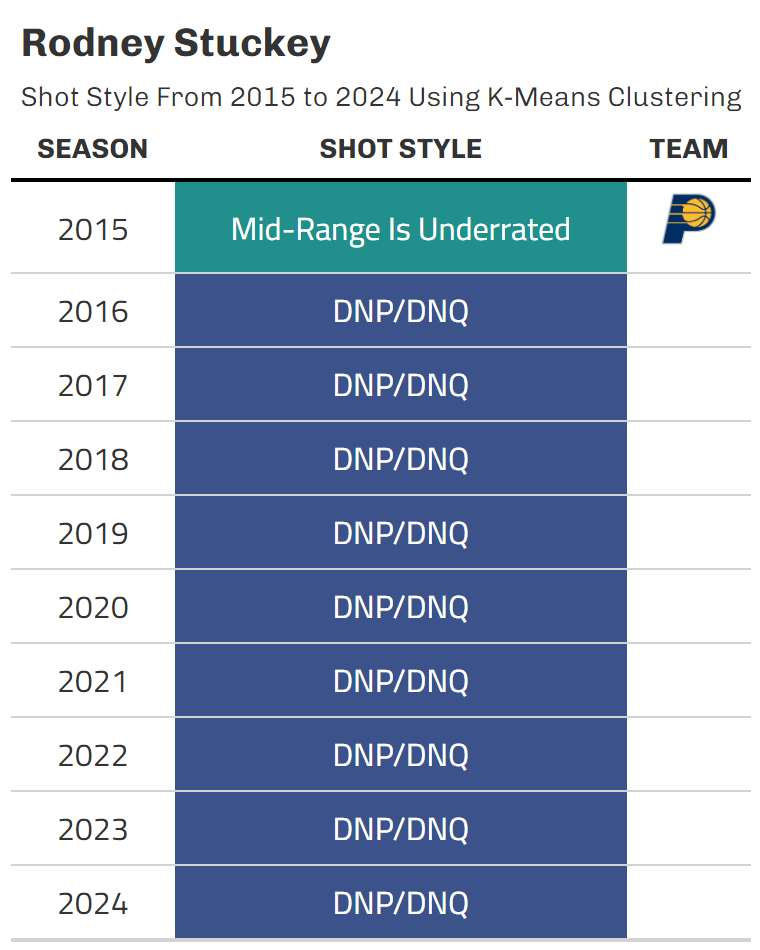 Rodney Stuckey
Shot Style From 2015 to 2024 Using K-Means Clustering
SEASON SHOT STYLE TEAM
2015 Mid-Range Is Underrated
2016 DNP/DNQ
2017 DNP/DNQ
2018 DNP/DNQ
2019 DNP/DNQ
2020 DNP/DNQ
2021 DNP/DNQ
2022 DNP/DNQ
2023 DNP/DNQ
2024 DNP/DNQ